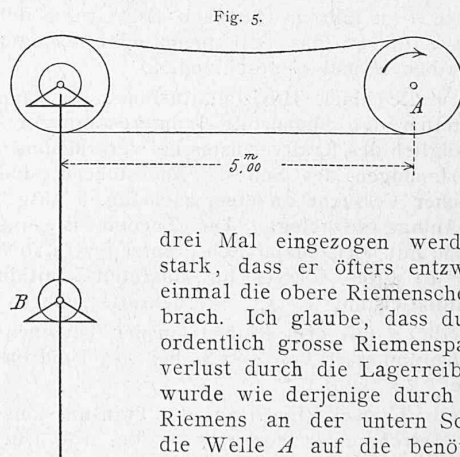 Fig. 5.
A
5,00 m
B
drei Mal eingezogen werd
stark, dass er öfters entzw
einmal die obere Riemensche
brach. Ich glaube, dass du
ordentlich grosse Riemenspa
verlust durch die Lagerreib
wurde wie derjenige durch
Riemens an der untern Sc
die Welle A auf die benöt